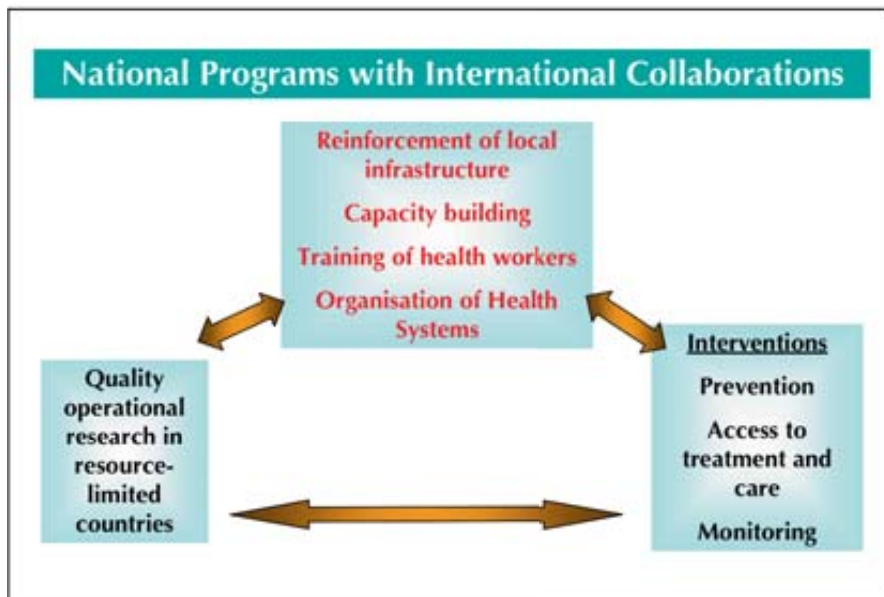 National Programs with International Collaborations
Reinforcement of local
infrastructure
Capacity building
Training of health workers
Organisation of Health
Systems
Quality
operational
research in
resource-
limited
countries
Interventions
Prevention
Access to
treatment and
care
Monitoring